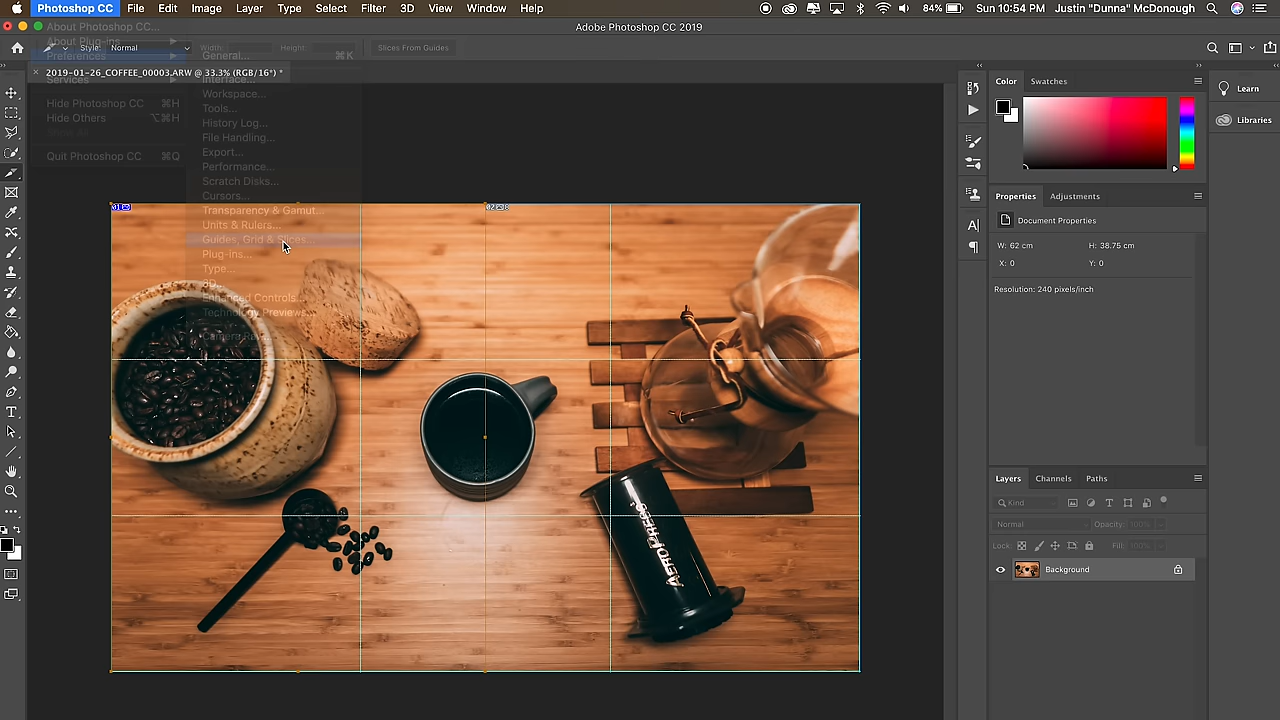 Photoshop CC File Edit Image Layer Type Select Filter 3D View Window Help 84% Sun 10:54 PM Justin "Dunna" McDonough
Adobe Photoshop CC 2019
About Photoshop CC...
About Plug-ins
Preferences
Services
Hide Photoshop CC ⌘H
Hide Others ⌥⌘H
Show All
Quit Photoshop CC ⌘Q
Style: Normal Width: Height: Slices From Guides
× 2019-01-26_COFFEE_00003.ARW @ 33.3% (RGB/16*) *
General... ⌘K
Interface...
Workspace...
Tools...
History Log...
File Handling...
Export...
Performance...
Scratch Disks...
Cursors...
Transparency & Gamut...
Units & Rulers...
Guides, Grid & Slices...
Plug-ins...
Type...
3D...
Enhanced Controls...
Technology Previews...
Camera Raw...
01
02
AEROPRESS
Color Swatches
Learn
Libraries
Properties Adjustments
Document Properties
W: 62 cm H: 38.75 cm
X: 0 Y: 0
Resolution: 240 pixels/inch
Layers Channels Paths
Kind
Normal Opacity: 100%
Lock: Fill: 100%
Background